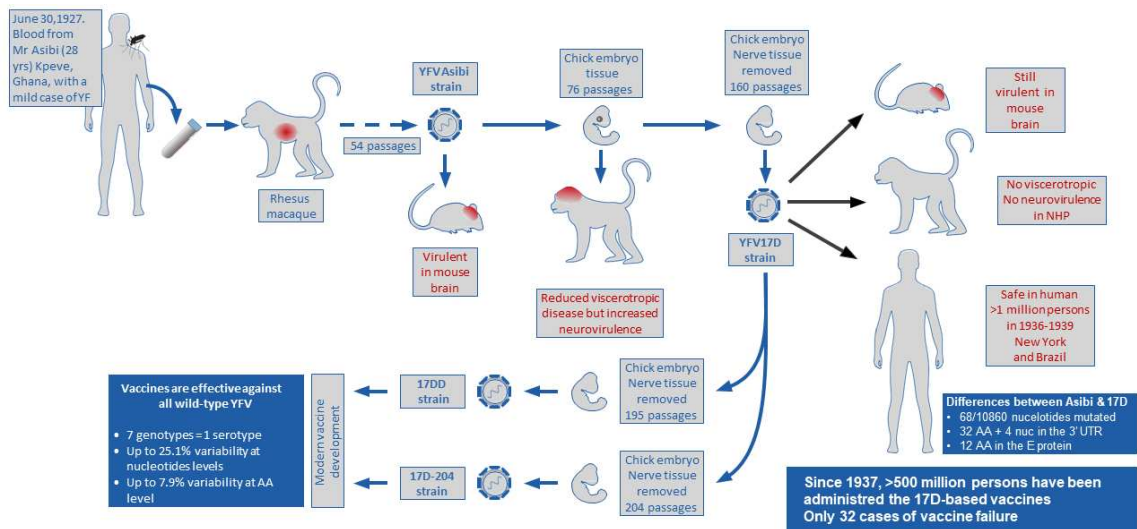 June 30,1927.
Blood from
Mr Asibi (28
yrs) Kpeve,
Ghana, with a
mild case of YF
Rhesus
macaque
54 passages
YFV Asibi
strain
Virulent
in mouse
brain
Chick embryo
tissue
76 passages
Reduced viscerotropic
disease but increased
neurovirulence
Chick embryo
Nerve tissue
removed
160 passages
YFV17D
strain
Still
virulent in
mouse
brain
No viscerotropic
No neurovirulence
in NHP
Safe in human
>1 million persons
in 1936-1939
New York
and Brazil
Differences between Asibi & 17D
• 68/10860 nucelotides mutated
• 32 AA + 4 nuc in the 3' UTR
• 12 AA in the E protein
Chick embryo
Nerve tissue
removed
195 passages
17DD
strain
Chick embryo
Nerve tissue
removed
204 passages
17D-204
strain
Modern vaccine
development
Vaccines are effective against
all wild-type YFV
• 7 genotypes = 1 serotype
• Up to 25.1% variability at
nucleotides levels
• Up to 7.9% variability at AA
level
Since 1937, >500 million persons have been
administred the 17D-based vaccines
Only 32 cases of vaccine failure